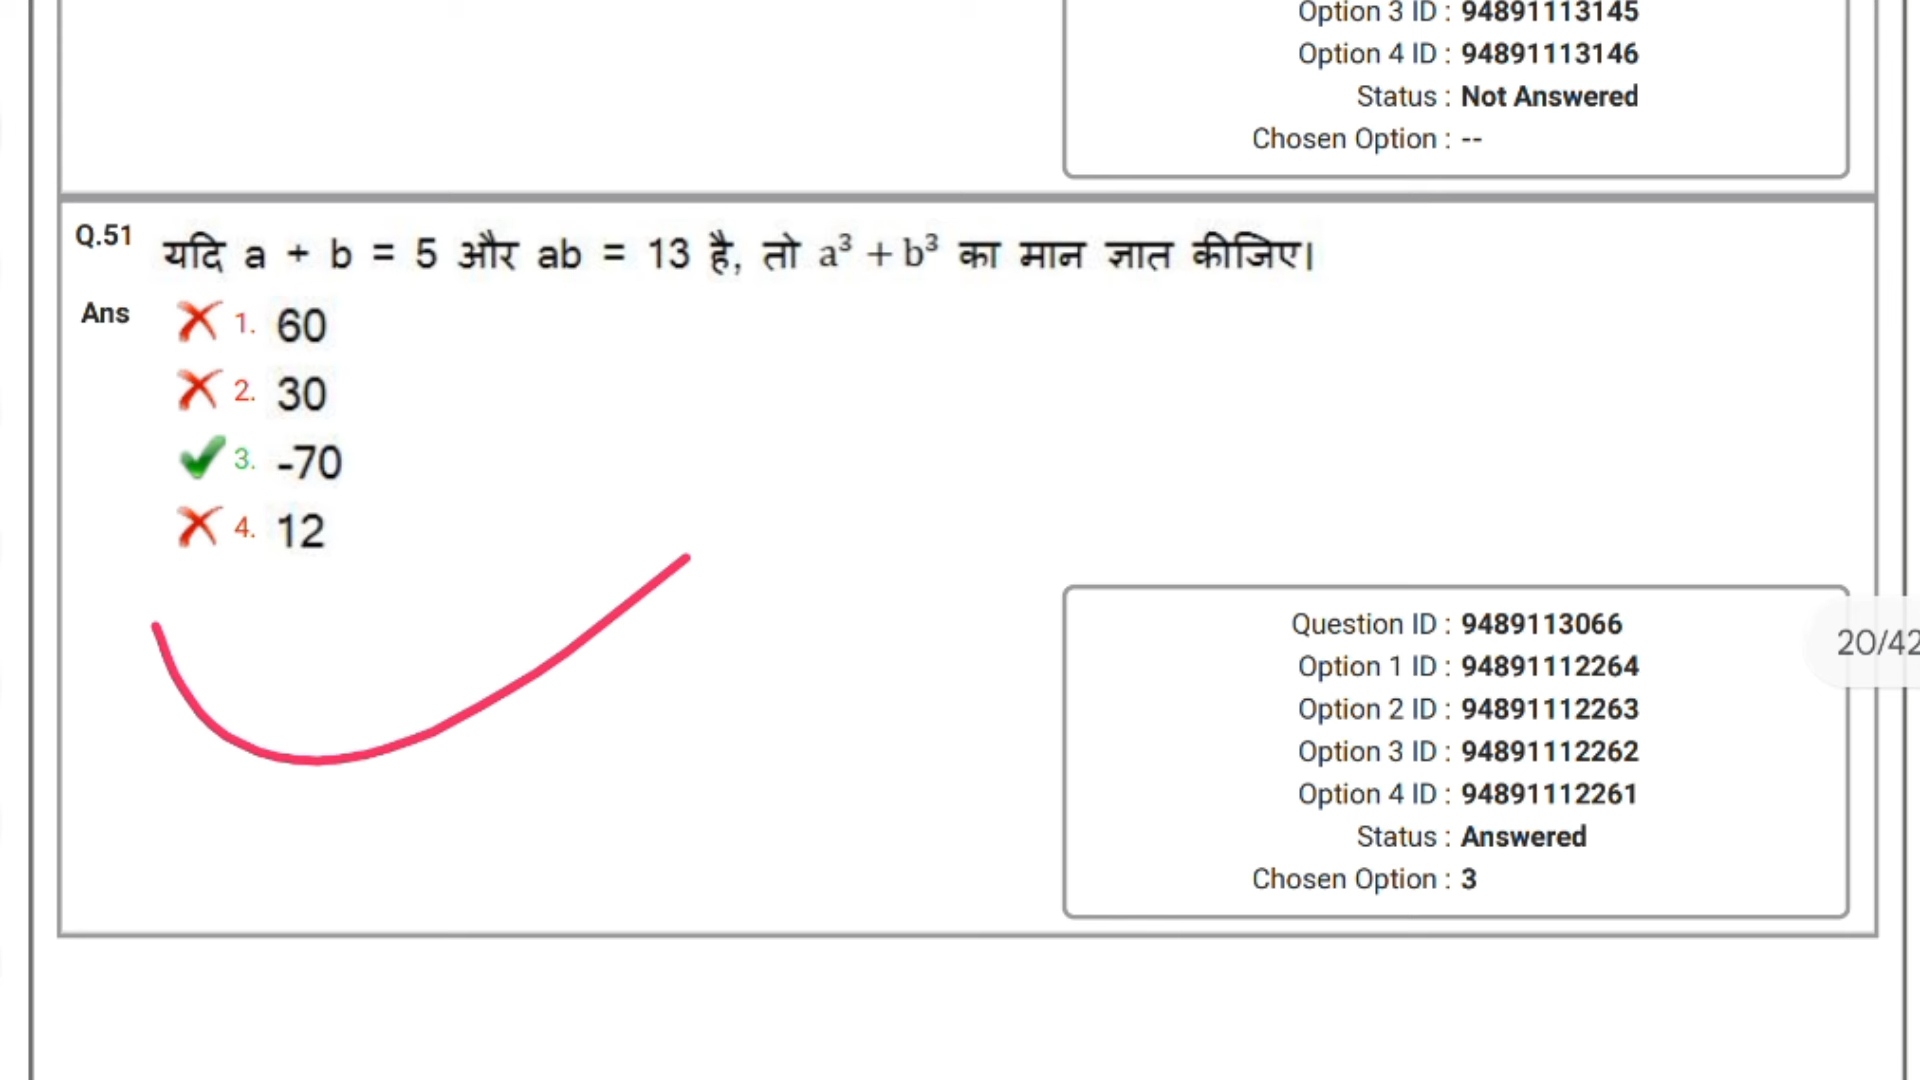 Option 3 ID : 94891113145
Option 4 ID : 94891113146
Status : Not Answered
Chosen Option : --
Q.51 यदि a + b = 5 और ab = 13 है, तो a³ + b³ का मान ज्ञात कीजिए।
Ans 1. 60
2. 30
3. -70
4. 12
Question ID : 9489113066
Option 1 ID : 94891112264
Option 2 ID : 94891112263
Option 3 ID : 94891112262
Option 4 ID : 94891112261
Status : Answered
Chosen Option : 3
20/42